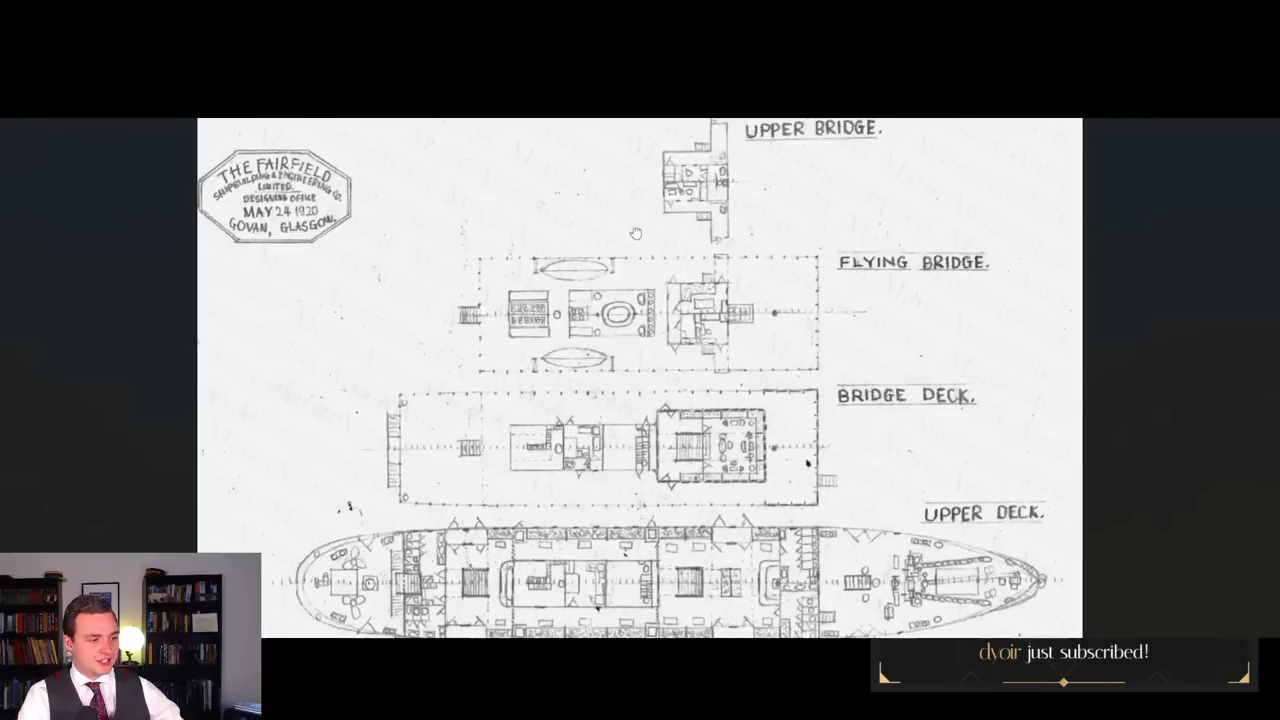 UPPER BRIDGE.
THE FAIRFIELD
SHIPBUILDING & ENGINEERING CO.
LIMITED.
DESIGNING OFFICE
MAY 24 1920
GOVAN, GLASGOW.
FLYING BRIDGE.
BRIDGE DECK.
UPPER DECK.
dyoir just subscribed!